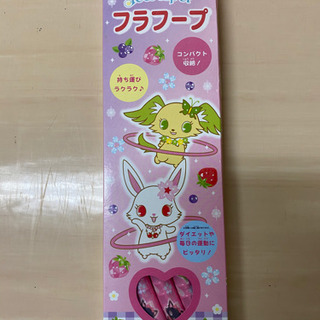 フラフープ
コンパクト
収納!
持ち運び
ラクラク♪
ダイエットや
毎日の運動に
ピッタリ!